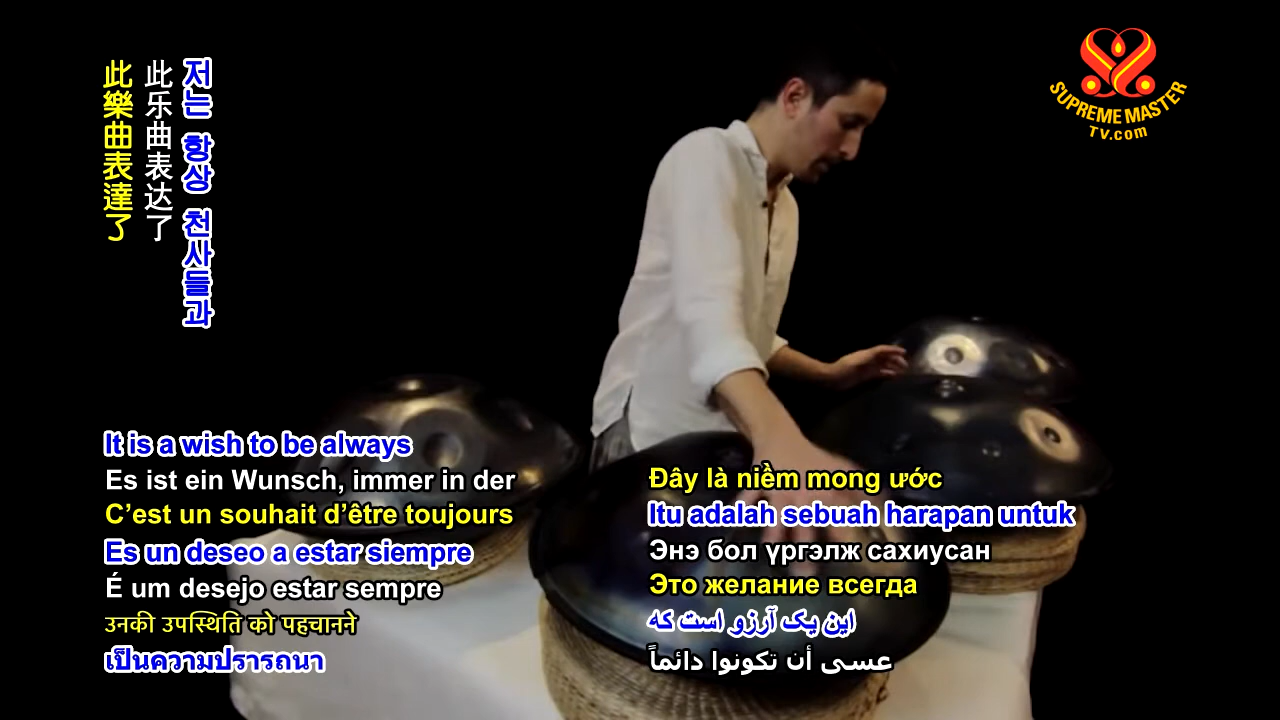 저는 항상 천사들과
此乐曲表达了
此樂曲表達了
SUPREME MASTER
TV.com
It is a wish to be always
Es ist ein Wunsch, immer in der
C’est un souhait d’être toujours
Es un deseo a estar siempre
É um desejo estar sempre
उनकी उपस्थिति को पहचानने
เป็นความปรารถนา
Đây là niềm mong ước
Itu adalah sebuah harapan untuk
Энэ бол үргэлж сахиусан
Это желание всегда
این یک آرزو است که
عسى أن تكونوا دائماً